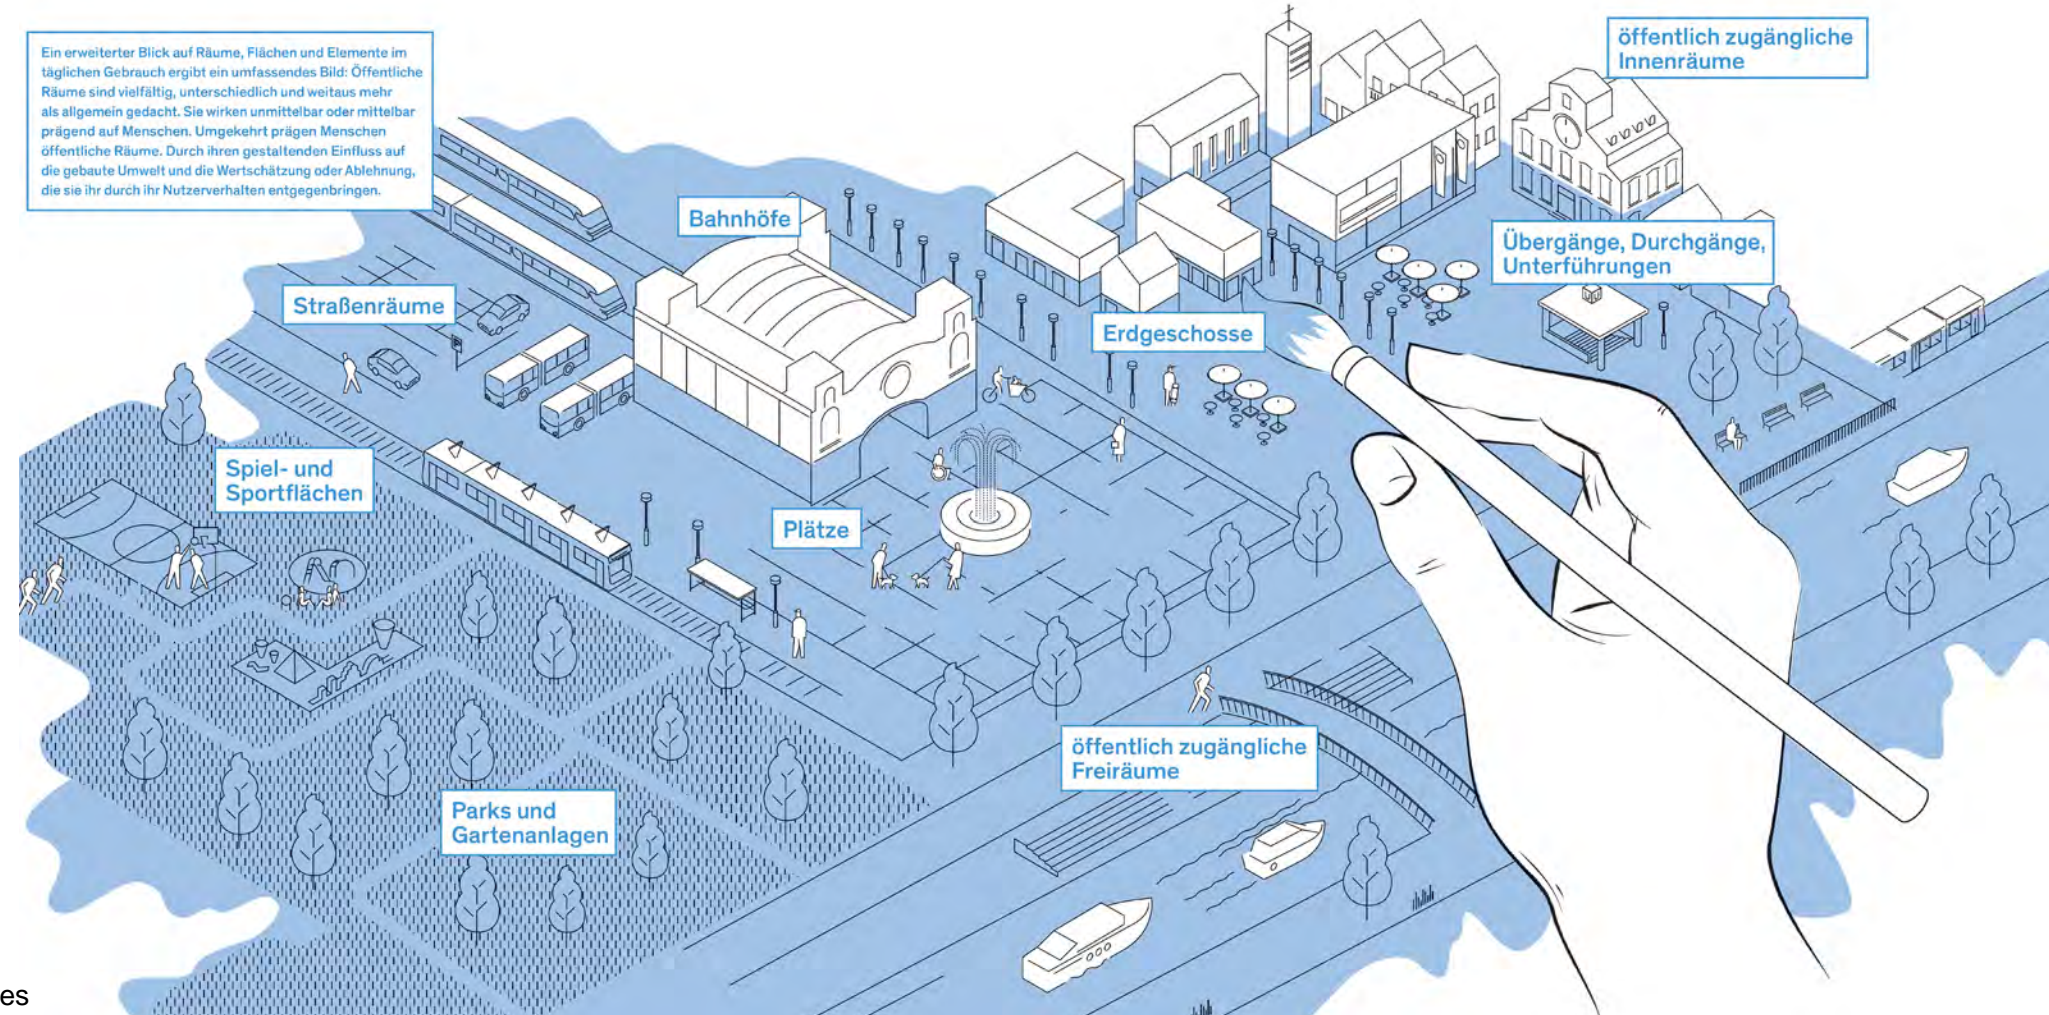 Ein erweiterter Blick auf Räume, Flächen und Elemente im
täglichen Gebrauch ergibt ein umfassendes Bild: Öffentliche
Räume sind vielfältig, unterschiedlich und weitaus mehr
als allgemein gedacht. Sie wirken unmittelbar oder mittelbar
prägend auf Menschen. Umgekehrt prägen Menschen
öffentliche Räume. Durch ihren gestaltenden Einfluss auf
die gebaute Umwelt und die Wertschätzung oder Ablehnung,
die sie ihr durch ihr Nutzerverhalten entgegenbringen.
öffentlich zugängliche
Innenräume
Bahnhöfe
Übergänge, Durchgänge,
Unterführungen
Straßenräume
Erdgeschosse
Spiel- und
Sportflächen
Plätze
öffentlich zugängliche
Freiräume
Parks und
Gartenanlagen
es